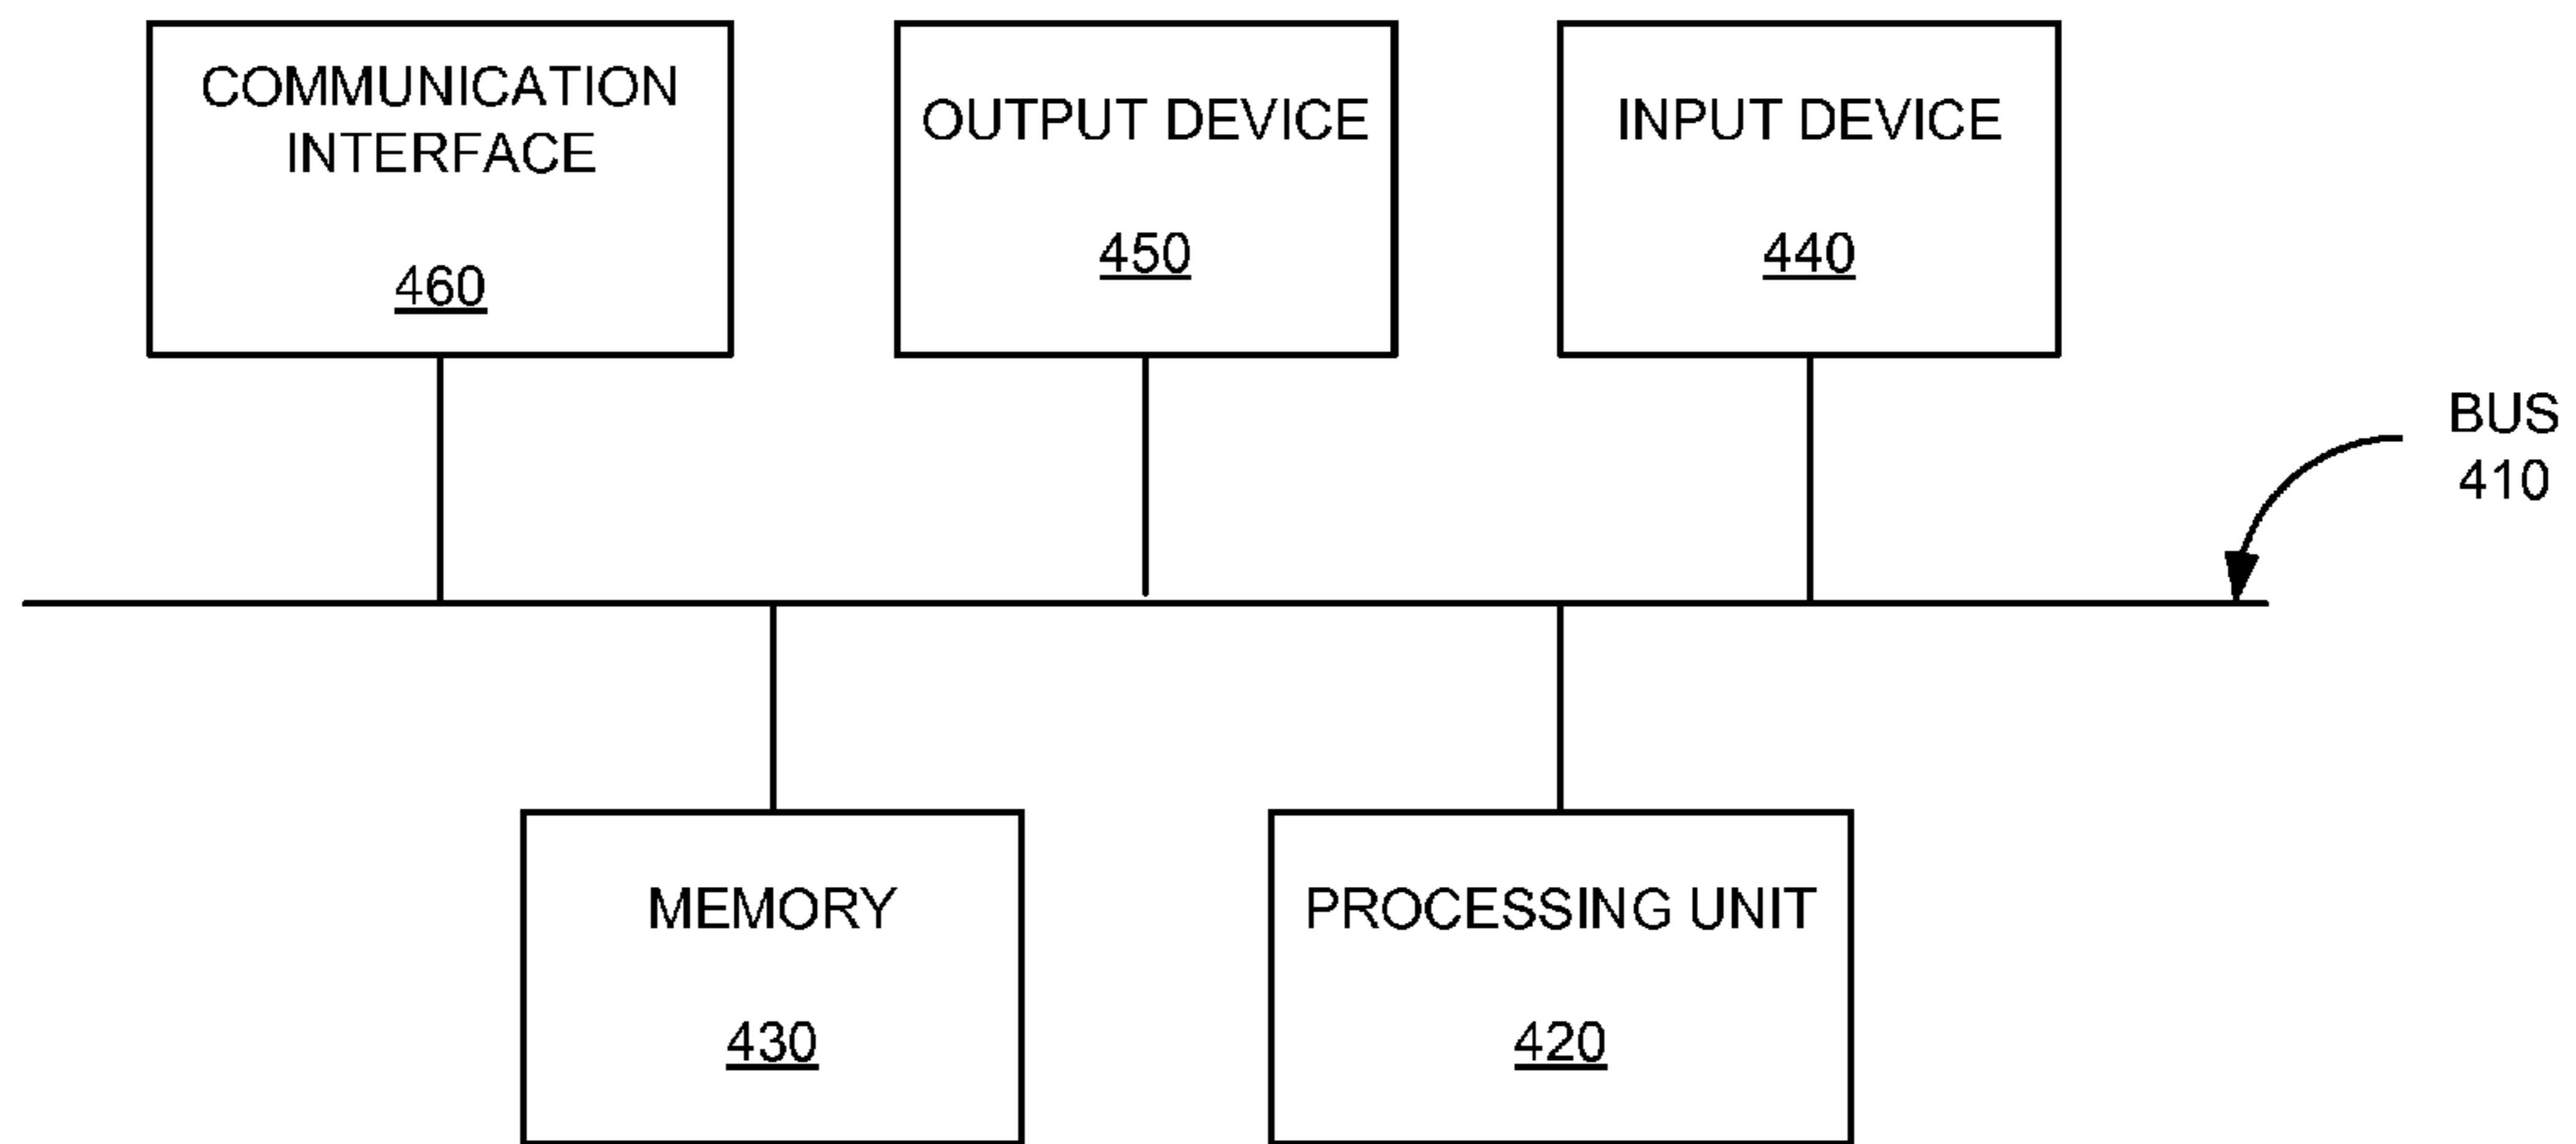 COMMUNICATION
INTERFACE
460
OUTPUT DEVICE
450
INPUT DEVICE
440
BUS
410
MEMORY
430
PROCESSING UNIT
420